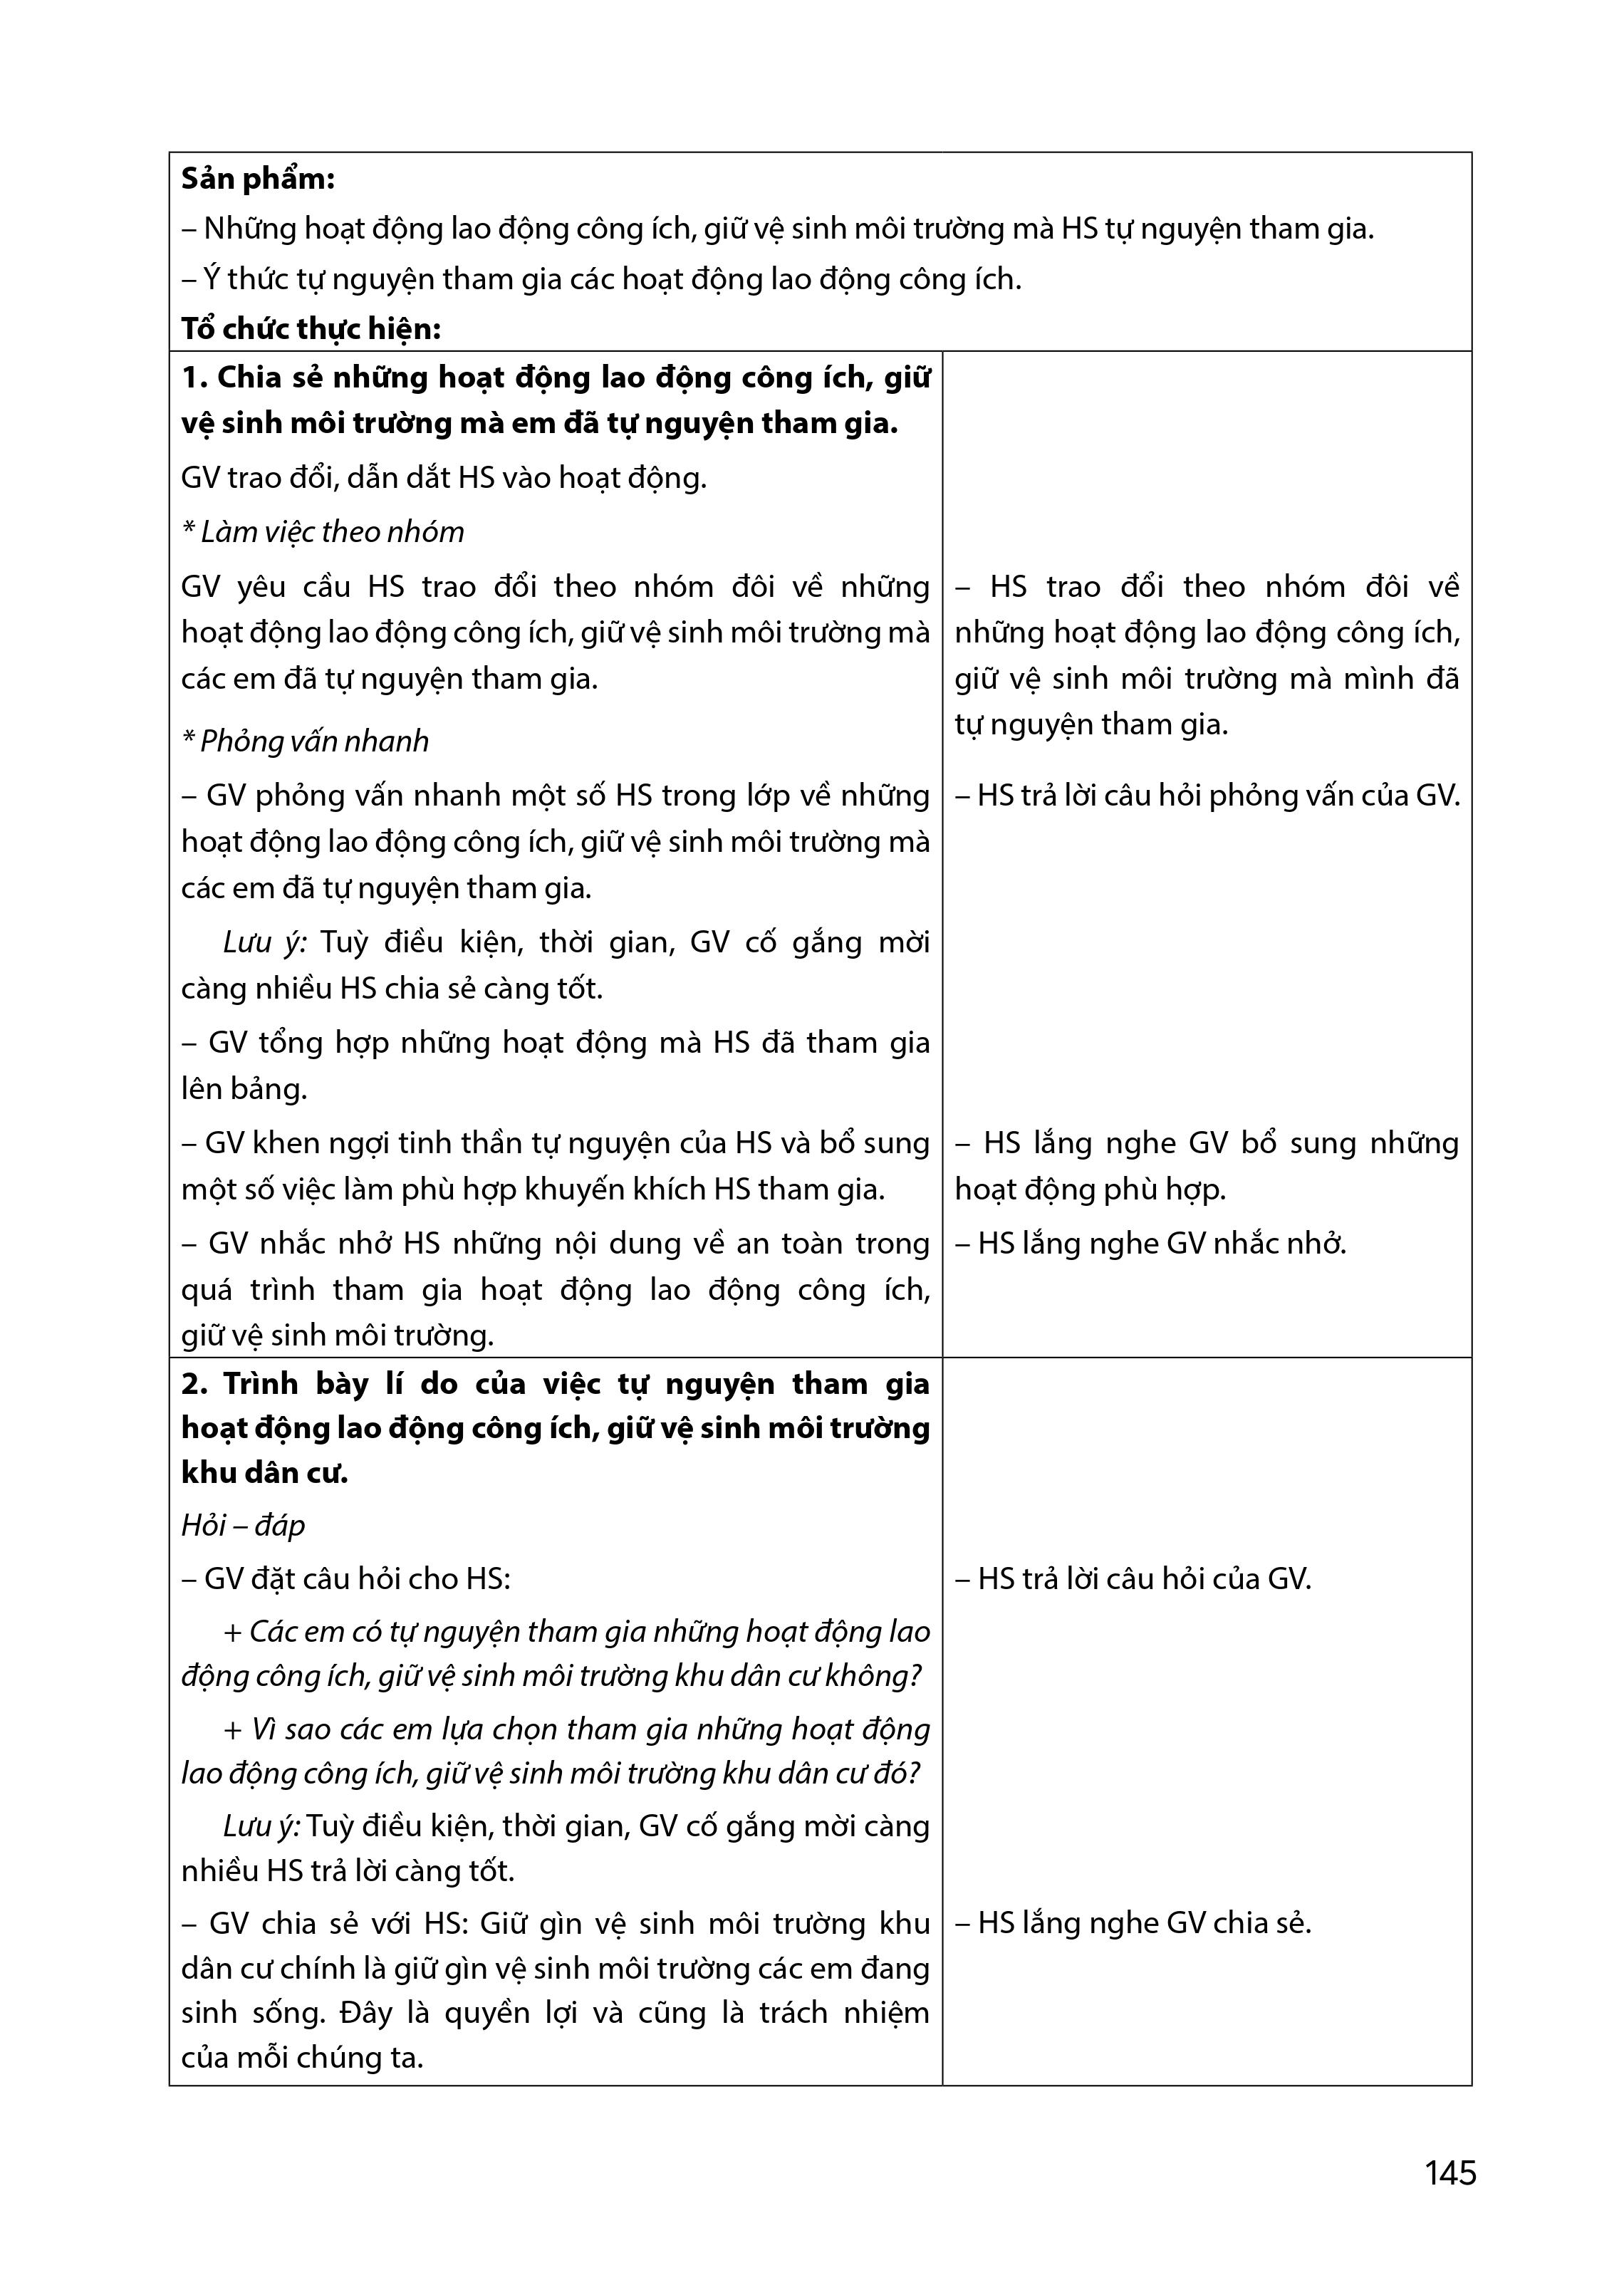 Sản phẩm:
– Những hoạt động lao động công ích, giữ vệ sinh môi trường mà HS tự nguyện tham gia.
– Ý thức tự nguyện tham gia các hoạt động lao động công ích.
Tổ chức thực hiện:
1. Chia sẻ những hoạt động lao động công ích, giữ
vệ sinh môi trường mà em đã tự nguyện tham gia.
GV trao đổi, dẫn dắt HS vào hoạt động.
* Làm việc theo nhóm
GV yêu cầu HS trao đổi theo nhóm đôi về những
hoạt động lao động công ích, giữ vệ sinh môi trường mà
các em đã tự nguyện tham gia.
– HS trao đổi theo nhóm đôi về
những hoạt động lao động công ích,
giữ vệ sinh môi trường mà mình đã
tự nguyện tham gia.
* Phỏng vấn nhanh
– GV phỏng vấn nhanh một số HS trong lớp về những
hoạt động lao động công ích, giữ vệ sinh môi trường mà
các em đã tự nguyện tham gia.
– HS trả lời câu hỏi phỏng vấn của GV.
Lưu ý: Tuỳ điều kiện, thời gian, GV cố gắng mời
càng nhiều HS chia sẻ càng tốt.
– GV tổng hợp những hoạt động mà HS đã tham gia
lên bảng.
– GV khen ngợi tinh thần tự nguyện của HS và bổ sung
một số việc làm phù hợp khuyến khích HS tham gia.
– HS lắng nghe GV bổ sung những
hoạt động phù hợp.
– GV nhắc nhở HS những nội dung về an toàn trong
quá trình tham gia hoạt động lao động công ích,
giữ vệ sinh môi trường.
– HS lắng nghe GV nhắc nhở.
2. Trình bày lí do của việc tự nguyện tham gia
hoạt động lao động công ích, giữ vệ sinh môi trường
khu dân cư.
Hỏi – đáp
– GV đặt câu hỏi cho HS:
– HS trả lời câu hỏi của GV.
+ Các em có tự nguyện tham gia những hoạt động lao
động công ích, giữ vệ sinh môi trường khu dân cư không?
+ Vì sao các em lựa chọn tham gia những hoạt động
lao động công ích, giữ vệ sinh môi trường khu dân cư đó?
Lưu ý: Tuỳ điều kiện, thời gian, GV cố gắng mời càng
nhiều HS trả lời càng tốt.
– GV chia sẻ với HS: Giữ gìn vệ sinh môi trường khu
dân cư chính là giữ gìn vệ sinh môi trường các em đang
sinh sống. Đây là quyền lợi và cũng là trách nhiệm
của mỗi chúng ta.
– HS lắng nghe GV chia sẻ.
145